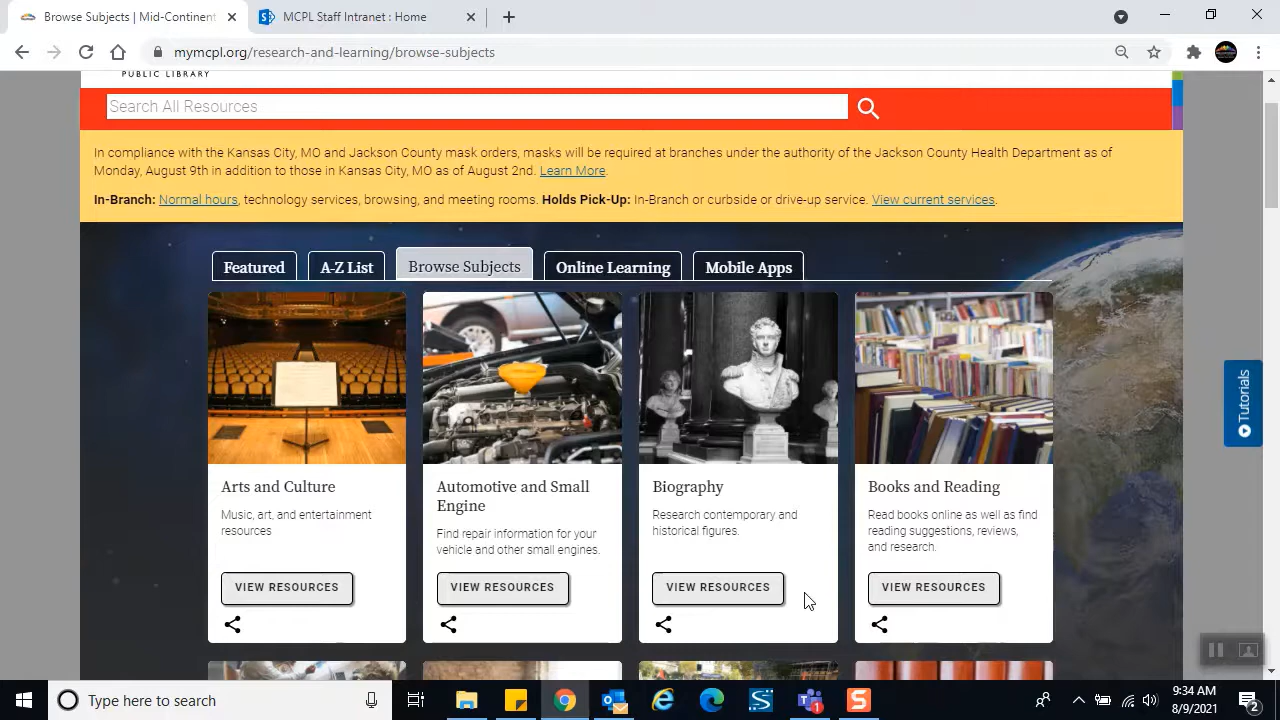 Browse Subjects | Mid-Continent
MCPL Staff Intranet : Home
mymcpl.org/research-and-learning/browse-subjects
PUBLIC LIBRARY
Search All Resources
In compliance with the Kansas City, MO and Jackson County mask orders, masks will be required at branches under the authority of the Jackson County Health Department as of
Monday, August 9th in addition to those in Kansas City, MO as of August 2nd. Learn More.
In-Branch: Normal hours, technology services, browsing, and meeting rooms. Holds Pick-Up: In-Branch or curbside or drive-up service. View current services.
Featured
A-Z List
Browse Subjects
Online Learning
Mobile Apps
Arts and Culture
Music, art, and entertainment
resources
VIEW RESOURCES
Automotive and Small
Engine
Find repair information for your
vehicle and other small engines.
VIEW RESOURCES
Biography
Research contemporary and
historical figures.
VIEW RESOURCES
Books and Reading
Read books online as well as find
reading suggestions, reviews,
and research.
VIEW RESOURCES
Tutorials
Type here to search
1
9:34 AM
8/9/2021
2